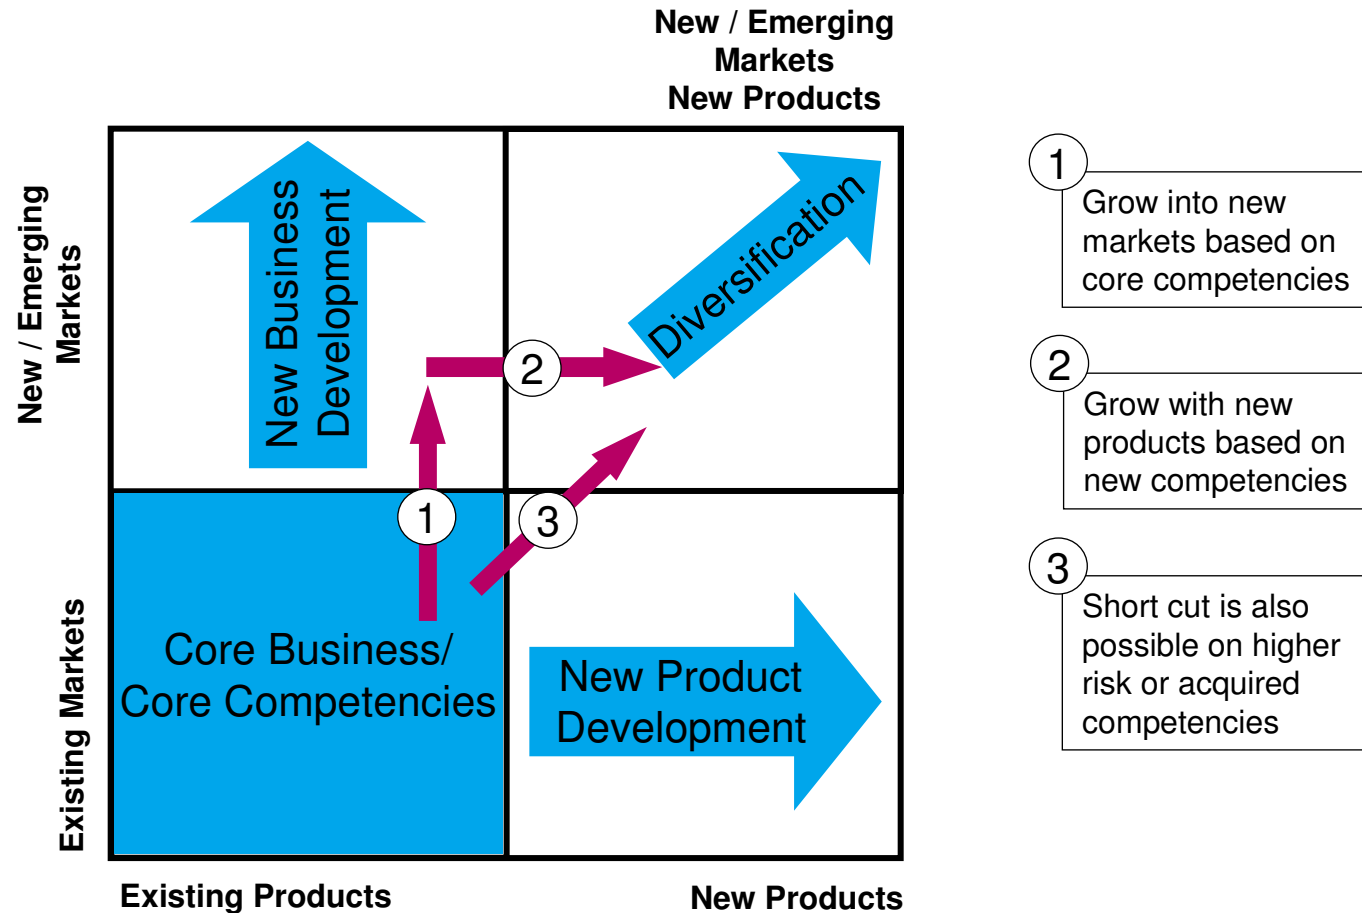 New / Emerging
Markets
New Products
New / Emerging
Markets
Existing Markets
New Business
Development
Diversification
1
2
3
Core Business/
Core Competencies
New Product
Development
Existing Products
New Products
1
Grow into new
markets based on
core competencies
2
Grow with new
products based on
new competencies
3
Short cut is also
possible on higher
risk or acquired
competencies